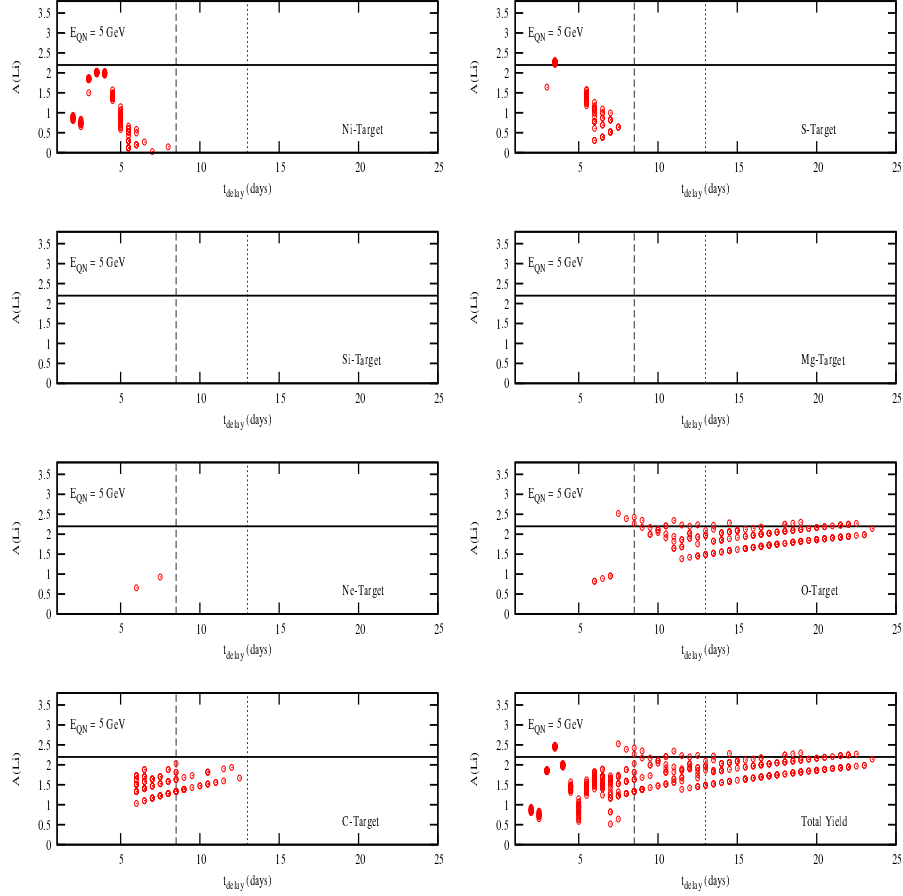 3.5
3
2.5
2
1.5
1
0.5
0
A(Li)
E_QN = 5 GeV
Ni-Target
5 10 15 20 25
t_delay (days)
3.5
3
2.5
2
1.5
1
0.5
0
A(Li)
E_QN = 5 GeV
S-Target
5 10 15 20 25
t_delay (days)
3.5
3
2.5
2
1.5
1
0.5
0
A(Li)
E_QN = 5 GeV
Si-Target
5 10 15 20 25
t_delay (days)
3.5
3
2.5
2
1.5
1
0.5
0
A(Li)
E_QN = 5 GeV
Mg-Target
5 10 15 20 25
t_delay (days)
3.5
3
2.5
2
1.5
1
0.5
0
A(Li)
E_QN = 5 GeV
Ne-Target
5 10 15 20 25
t_delay (days)
3.5
3
2.5
2
1.5
1
0.5
0
A(Li)
E_QN = 5 GeV
O-Target
5 10 15 20 25
t_delay (days)
3.5
3
2.5
2
1.5
1
0.5
0
A(Li)
E_QN = 5 GeV
C-Target
5 10 15 20 25
t_delay (days)
3.5
3
2.5
2
1.5
1
0.5
0
A(Li)
E_QN = 5 GeV
Total Yield
5 10 15 20 25
t_delay (days)